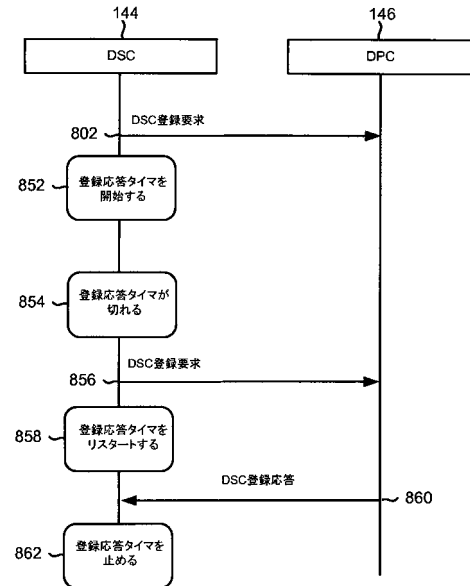 144
146
DSC
DPC
DSC登録要求
802
852
登録応答タイマを
開始する
854
登録応答タイマが
切れる
DSC登録要求
856
858
登録応答タイマを
リスタートする
DSC登録応答
860
862
登録応答タイマを
止める